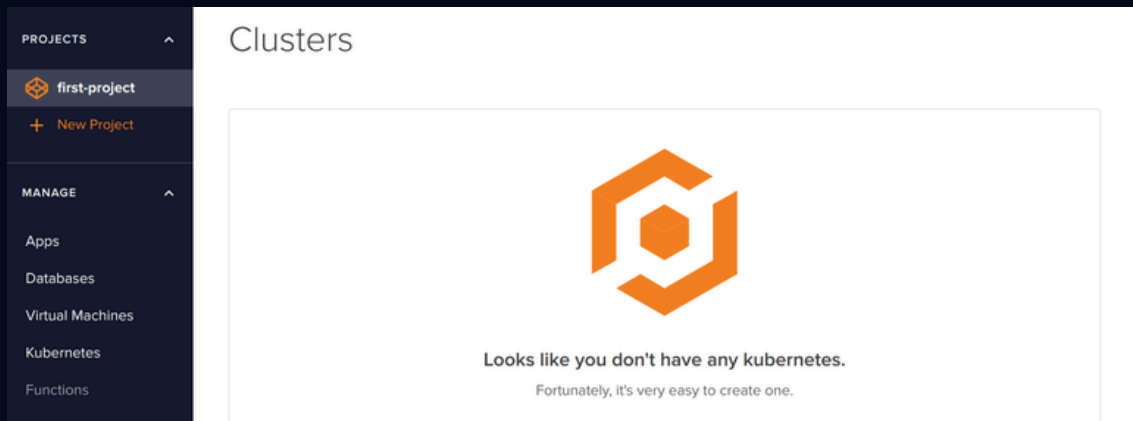 PROJECTS
first-project
+ New Project
MANAGE
Apps
Databases
Virtual Machines
Kubernetes
Functions
Clusters
Looks like you don't have any kubernetes.
Fortunately, it's very easy to create one.